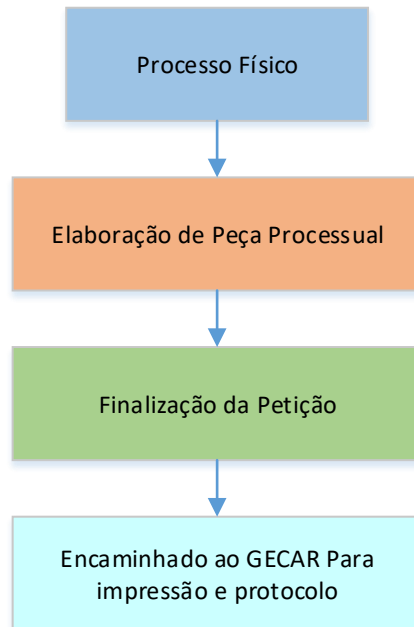 Processo Físico
Elaboração de Peça Processual
Finalização da Petição
Encaminhado ao GECAR Para
impressão e protocolo